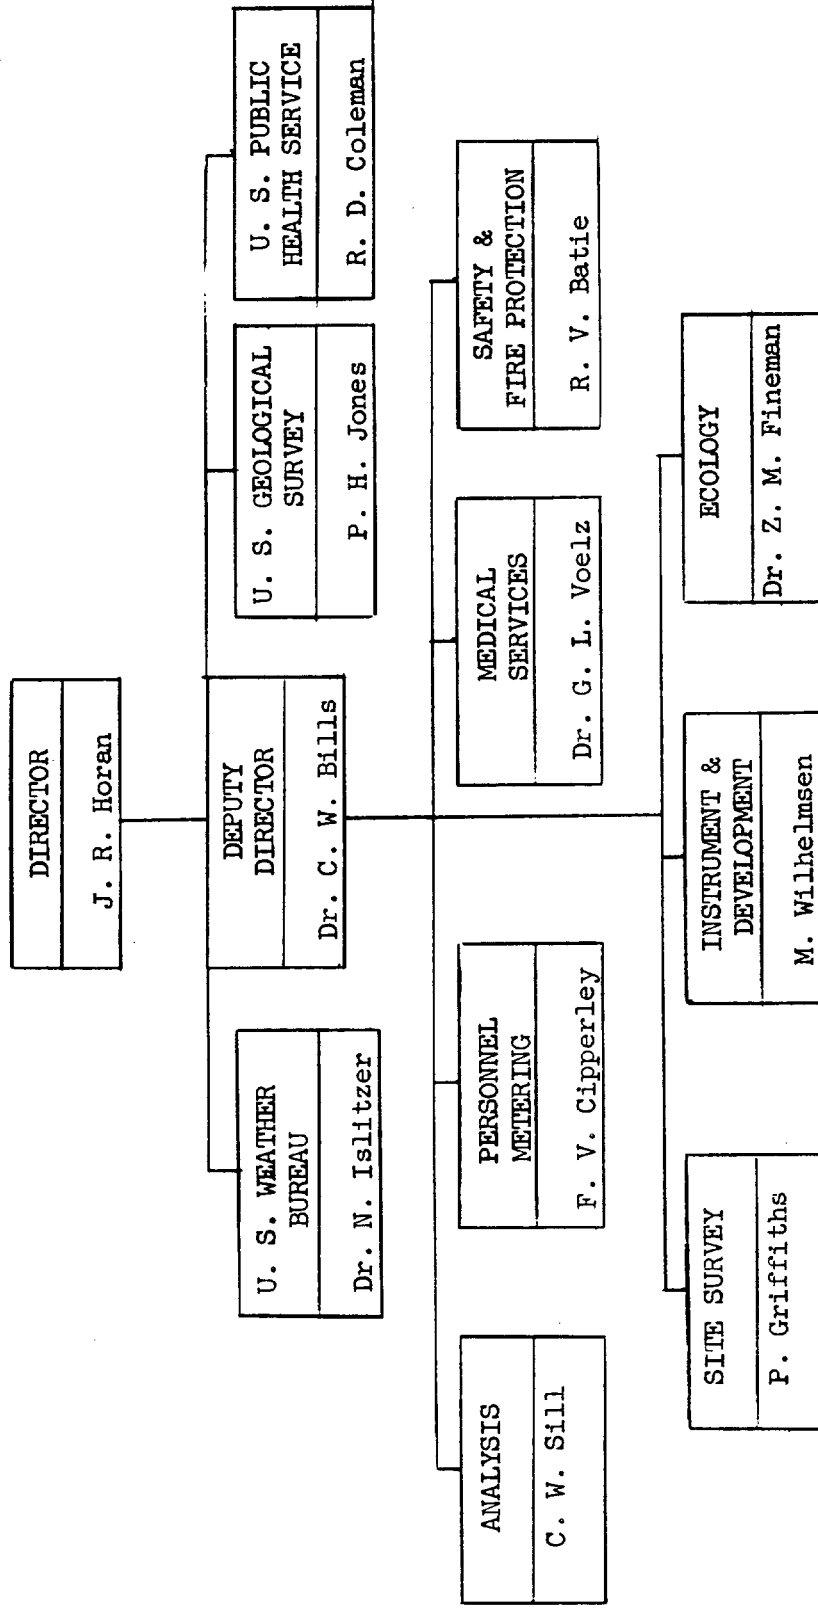 DIRECTOR
J. R. Horan
DEPUTY
DIRECTOR
Dr. C. W. Bills
U. S. WEATHER
BUREAU
Dr. N. Islitzer
U. S. GEOLOGICAL
SURVEY
P. H. Jones
U. S. PUBLIC
HEALTH SERVICE
R. D. Coleman
ANALYSIS
C. W. Sill
PERSONNEL
METERING
F. V. Cipperley
MEDICAL
SERVICES
Dr. G. L. Voelz
SAFETY &
FIRE PROTECTION
R. V. Batie
SITE SURVEY
P. Griffiths
INSTRUMENT &
DEVELOPMENT
M. Wilhelmsen
ECOLOGY
Dr. Z. M. Fineman